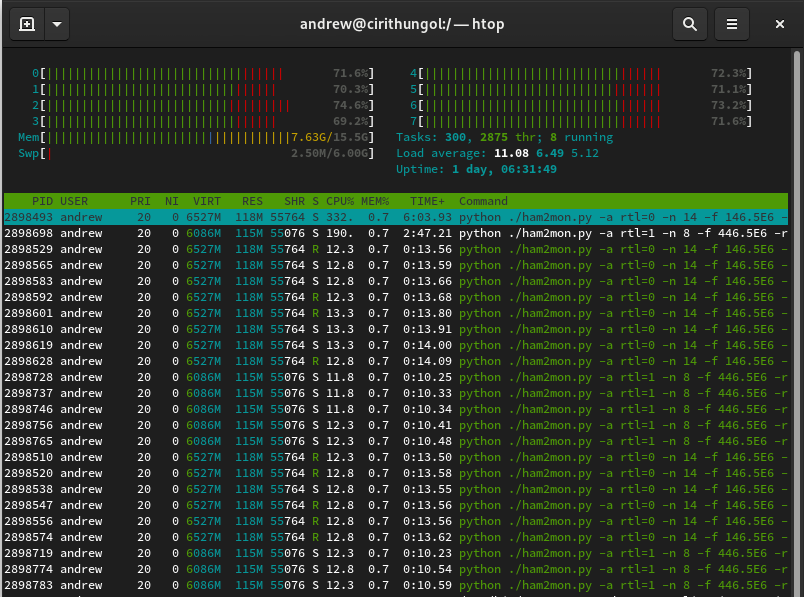 andrew@cirithungol:/ — htop
0[||||||||||||||||||||||||||||||||||| 71.6%] 4[||||||||||||||||||||||||||||||||||| 72.3%]
1[|||||||||||||||||||||||||||||||||| 70.3%] 5[||||||||||||||||||||||||||||||||||| 71.1%]
2[|||||||||||||||||||||||||||||||||||| 74.6%] 6[||||||||||||||||||||||||||||||||||| 73.2%]
3[|||||||||||||||||||||||||||||||||| 69.2%] 7[||||||||||||||||||||||||||||||||||| 71.6%]
Mem[|||||||||||||||||||||||||||||||||||7.63G/15.5G] Tasks: 300, 2875 thr; 8 running
Swp[| 2.50M/6.00G] Load average: 11.08 6.49 5.12
Uptime: 1 day, 06:31:49
PID USER PRI NI VIRT RES SHR S CPU% MEM% TIME+ Command
2898493 andrew 20 0 6527M 118M 55764 S 332. 0.7 6:03.93 python ./ham2mon.py -a rtl=0 -n 14 -f 146.5E6 -
2898698 andrew 20 0 6086M 115M 55076 S 190. 0.7 2:47.21 python ./ham2mon.py -a rtl=1 -n 8 -f 446.5E6 -r
2898529 andrew 20 0 6527M 118M 55764 R 12.3 0.7 0:13.56 python ./ham2mon.py -a rtl=0 -n 14 -f 146.5E6 -
2898565 andrew 20 0 6527M 118M 55764 S 12.8 0.7 0:13.59 python ./ham2mon.py -a rtl=0 -n 14 -f 146.5E6 -
2898583 andrew 20 0 6527M 118M 55764 S 12.8 0.7 0:13.66 python ./ham2mon.py -a rtl=0 -n 14 -f 146.5E6 -
2898592 andrew 20 0 6527M 118M 55764 R 13.3 0.7 0:13.68 python ./ham2mon.py -a rtl=0 -n 14 -f 146.5E6 -
2898601 andrew 20 0 6527M 118M 55764 R 13.3 0.7 0:13.80 python ./ham2mon.py -a rtl=0 -n 14 -f 146.5E6 -
2898610 andrew 20 0 6527M 118M 55764 S 13.3 0.7 0:13.91 python ./ham2mon.py -a rtl=0 -n 14 -f 146.5E6 -
2898619 andrew 20 0 6527M 118M 55764 S 13.3 0.7 0:14.00 python ./ham2mon.py -a rtl=0 -n 14 -f 146.5E6 -
2898628 andrew 20 0 6527M 118M 55764 R 12.8 0.7 0:14.09 python ./ham2mon.py -a rtl=0 -n 14 -f 146.5E6 -
2898728 andrew 20 0 6086M 115M 55076 S 11.8 0.7 0:10.25 python ./ham2mon.py -a rtl=1 -n 8 -f 446.5E6 -r
2898737 andrew 20 0 6086M 115M 55076 S 11.8 0.7 0:10.33 python ./ham2mon.py -a rtl=1 -n 8 -f 446.5E6 -r
2898746 andrew 20 0 6086M 115M 55076 S 11.8 0.7 0:10.34 python ./ham2mon.py -a rtl=1 -n 8 -f 446.5E6 -r
2898756 andrew 20 0 6086M 115M 55076 S 12.3 0.7 0:10.41 python ./ham2mon.py -a rtl=1 -n 8 -f 446.5E6 -r
2898765 andrew 20 0 6086M 115M 55076 S 12.3 0.7 0:10.48 python ./ham2mon.py -a rtl=1 -n 8 -f 446.5E6 -r
2898510 andrew 20 0 6527M 118M 55764 R 12.3 0.7 0:13.50 python ./ham2mon.py -a rtl=0 -n 14 -f 146.5E6 -
2898520 andrew 20 0 6527M 118M 55764 R 12.3 0.7 0:13.58 python ./ham2mon.py -a rtl=0 -n 14 -f 146.5E6 -
2898538 andrew 20 0 6527M 118M 55764 S 12.3 0.7 0:13.55 python ./ham2mon.py -a rtl=0 -n 14 -f 146.5E6 -
2898547 andrew 20 0 6527M 118M 55764 R 12.3 0.7 0:13.56 python ./ham2mon.py -a rtl=0 -n 14 -f 146.5E6 -
2898556 andrew 20 0 6527M 118M 55764 R 12.3 0.7 0:13.56 python ./ham2mon.py -a rtl=0 -n 14 -f 146.5E6 -
2898574 andrew 20 0 6527M 118M 55764 R 12.3 0.7 0:13.62 python ./ham2mon.py -a rtl=0 -n 14 -f 146.5E6 -
2898719 andrew 20 0 6086M 115M 55076 S 12.3 0.7 0:10.23 python ./ham2mon.py -a rtl=1 -n 8 -f 446.5E6 -r
2898774 andrew 20 0 6086M 115M 55076 S 12.3 0.7 0:10.54 python ./ham2mon.py -a rtl=1 -n 8 -f 446.5E6 -r
2898783 andrew 20 0 6086M 115M 55076 S 12.3 0.7 0:10.59 python ./ham2mon.py -a rtl=1 -n 8 -f 446.5E6 -r